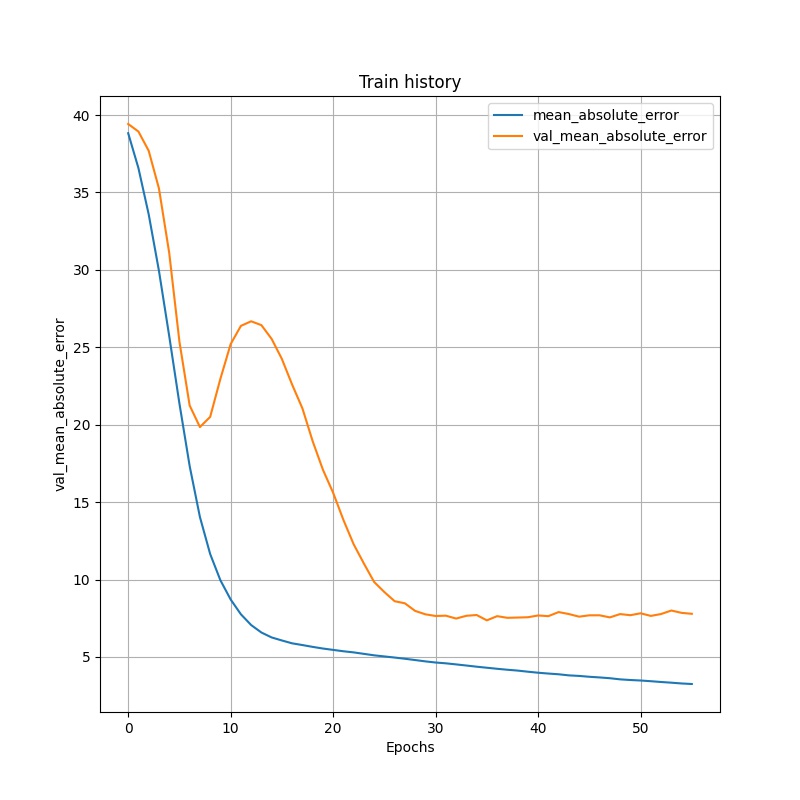 Train history
mean_absolute_error
val_mean_absolute_error
val_mean_absolute_error
40
35
30
25
20
15
10
5
0 10 20 30 40 50
Epochs